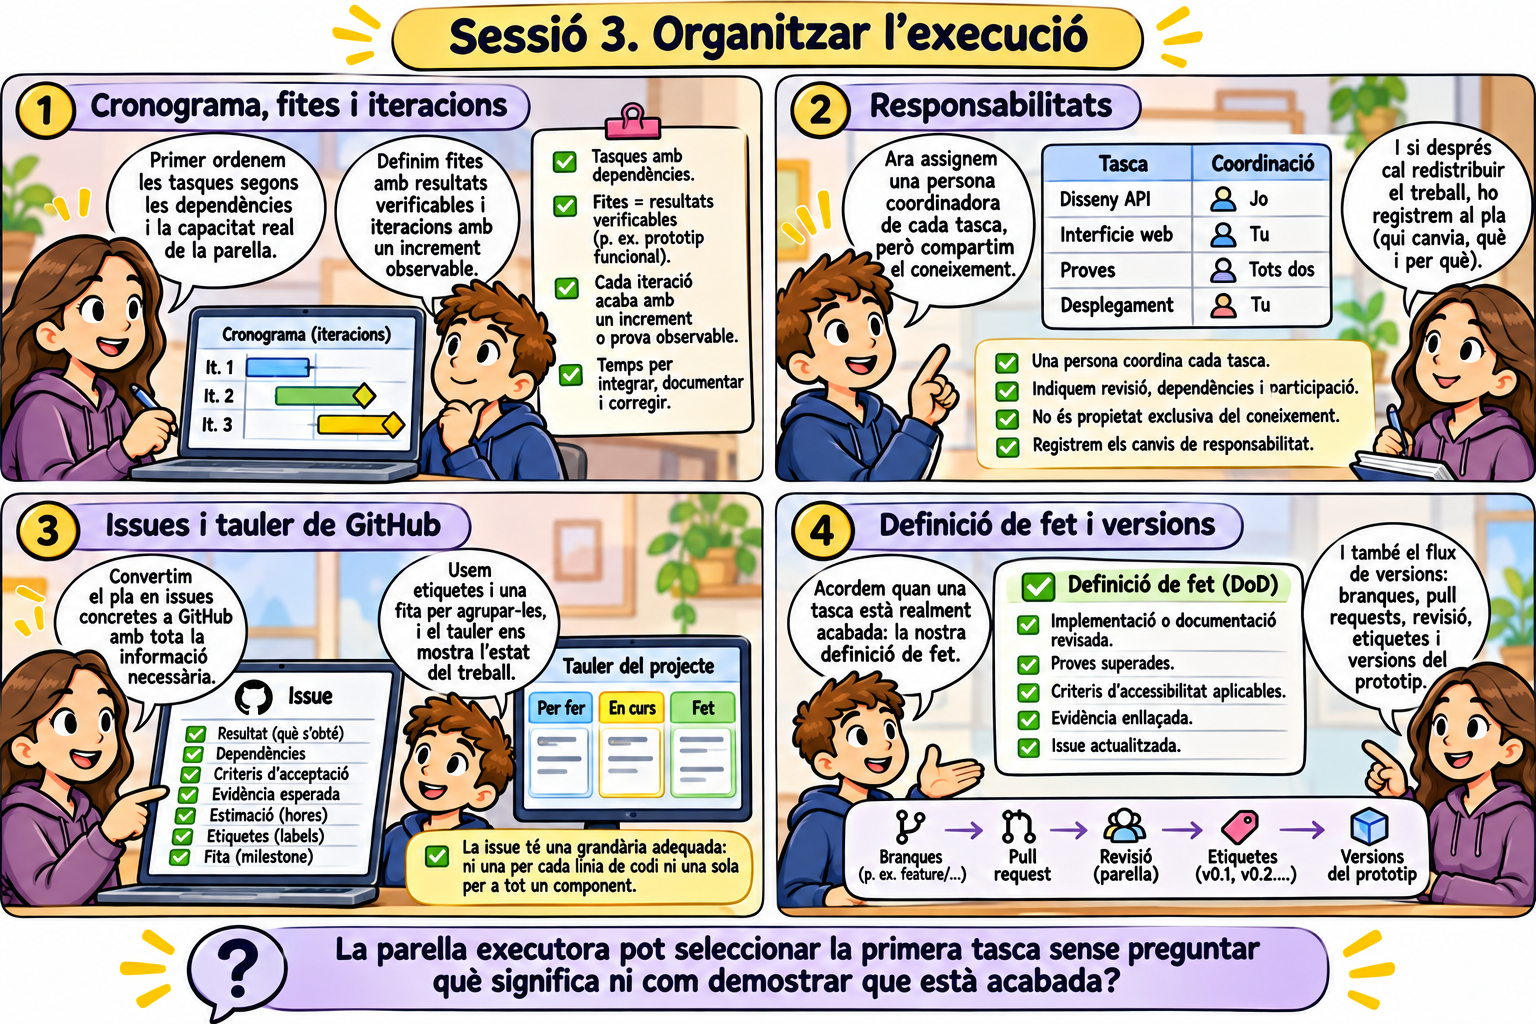 Sessió 3. Organitzar l'execució
1
Cronograma, fites i iteracions
Primer ordenem
les tasques segons
les dependències
i la capacitat real
de la parella.
Definim fites
amb resultats
verificables i
iteracions amb
un increment
observable.
Tasques amb
dependències.
Fites = resultats
verificables
(p. ex. prototip
funcional).
Cada iteració
acaba amb
un increment
o prova observable.
Temps per
integrar, documentar
i corregir.
Cronograma (iteracions)
It. 1
It. 2
It. 3
2
Responsabilitats
Ara assignem
una persona
coordinadora
de cada tasca,
però compartim
el coneixement.
Tasca Coordinació
Disseny API Jo
Interfície web Tu
Proves Tots dos
Desplegament Tu
I si després
cal redistribuir
el treball, ho
registrem al pla
(qui canvia, què
i per què).
Una persona coordina cada tasca.
Indiquem revisió, dependències i participació.
No és propietat exclusiva del coneixement.
Registrem els canvis de responsabilitat.
3
Issues i tauler de GitHub
Convertim
el pla en issues
concretes a GitHub
amb tota la
informació
necessària.
Usem
etiquetes i una
fita per agrupar-les,
i el tauler ens
mostra l'estat
del treball.
Issue
Resultat (què s'obté)
Dependències
Criteris d'acceptació
Evidència esperada
Estimació (hores)
Etiquetes (labels)
Fita (milestone)
Tauler del projecte
Per fer En curs Fet
La issue té una grandària adequada:
ni una per cada línia de codi ni una sola
per a tot un component.
4
Definició de fet i versions
Acordem quan una
tasca està realment
acabada: la nostra
definició de fet.
Definició de fet (DoD)
Implementació o documentació
revisada.
Proves superades.
Criteris d'accessibilitat aplicables.
Evidència enllaçada.
Issue actualitzada.
I també el flux
de versions:
branques, pull
requests, revisió,
etiquetes i
versions del
prototip.
Branques
(p. ex. feature/...)
Pull
request
Revisió
(parella)
Etiquetes
(v0.1, v0.2....)
Versions
del prototip
?
La parella executora pot seleccionar la primera tasca sense preguntar
què significa ni com demostrar que està acabada?